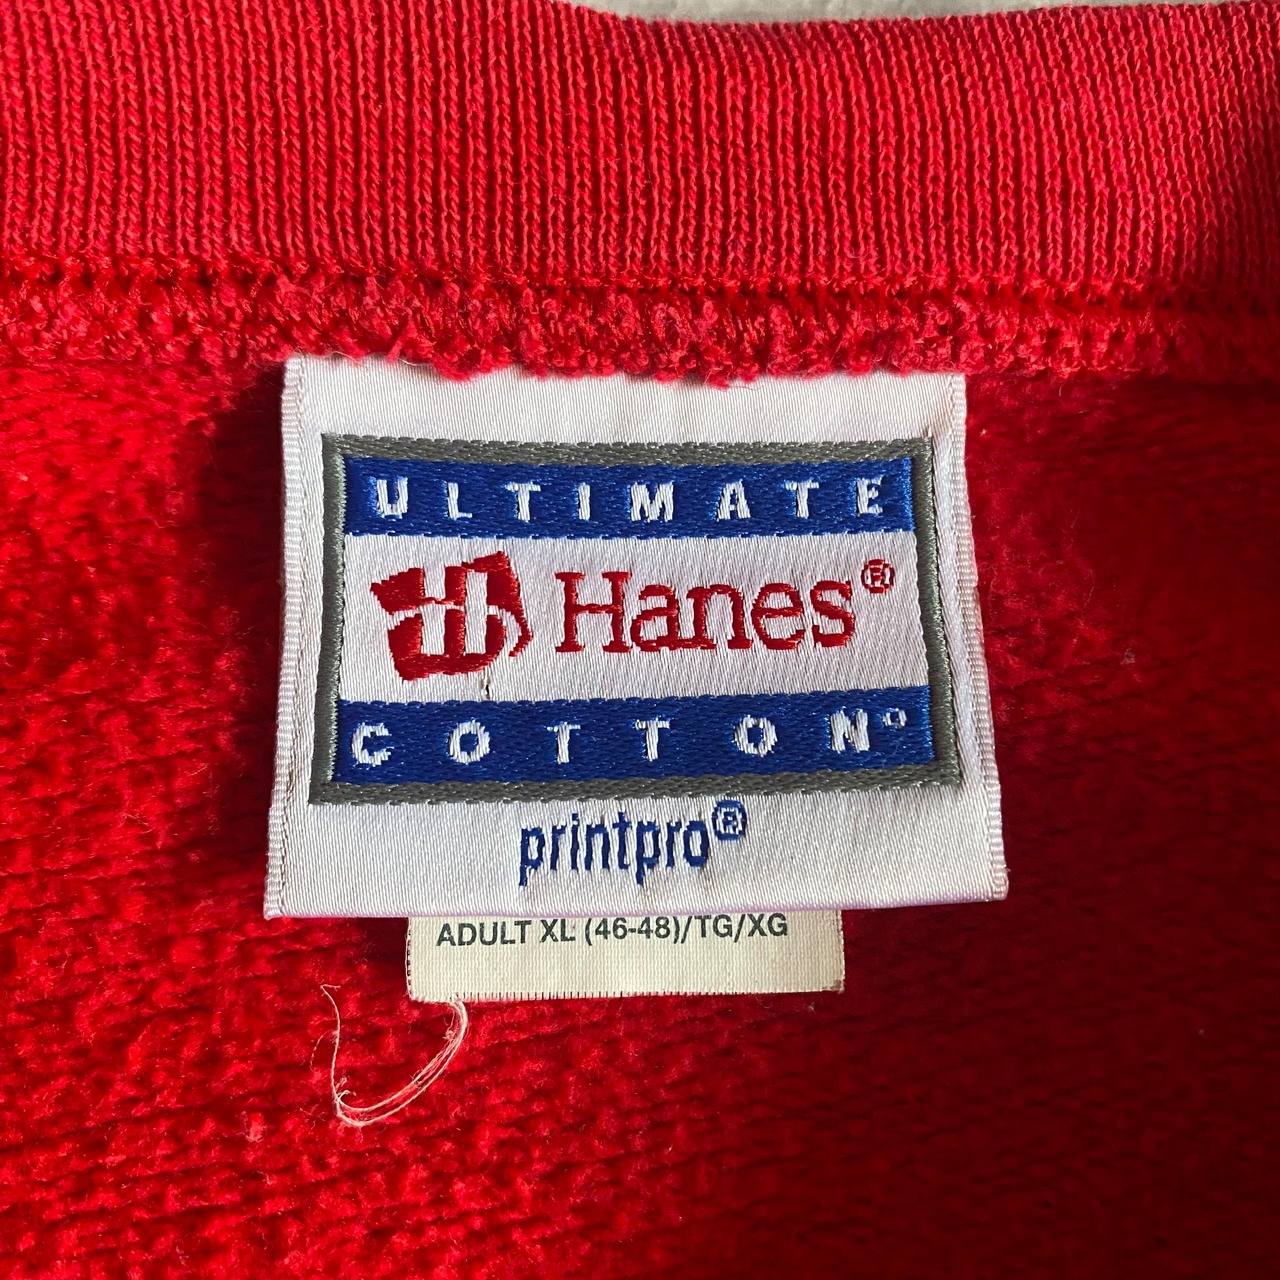 ULTIMATE
Hanes®
COTTON®
printpro®
ADULT XL (46-48)/TG/XG